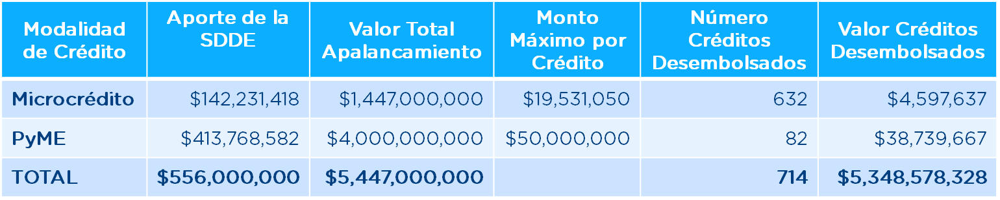 Modalidad de Crédito | Aporte de la SDDE | Valor Total Apalancamiento | Monto Máximo por Crédito | Número Créditos Desembolsados | Valor Créditos Desembolsados
Microcrédito | $142,231,418 | $1,447,000,000 | $19,531,050 | 632 | $4,597,637
PyME | $413,768,582 | $4,000,000,000 | $50,000,000 | 82 | $38,739,667
TOTAL | $556,000,000 | $5,447,000,000 | | 714 | $5,348,578,328